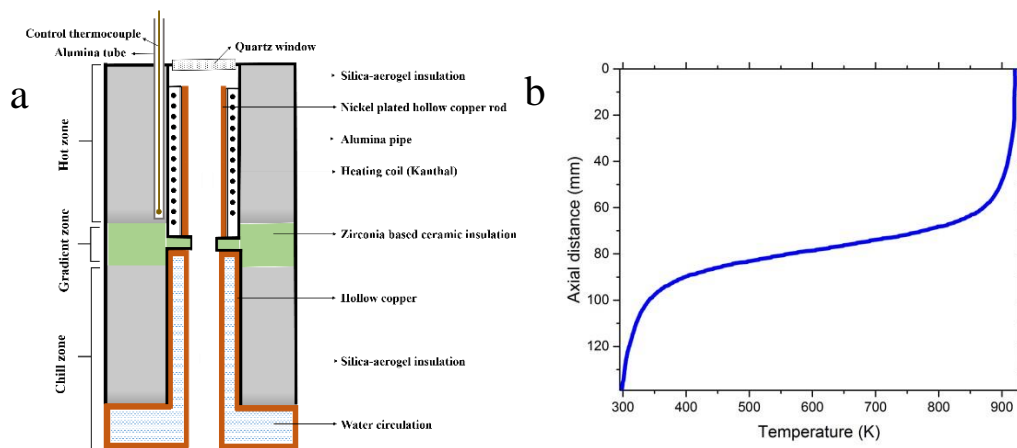 a
Control thermocouple
Alumina tube
Quartz window
Silica-aerogel insulation
Nickel plated hollow copper rod
Alumina pipe
Heating coil (Kanthal)
Zirconia based ceramic insulation
Hollow copper
Silica-aerogel insulation
Water circulation
Hot zone
Gradient zone
Chill zone
b
0
20
40
60
80
100
120
Axial distance (mm)
300 400 500 600 700 800 900
Temperature (K)